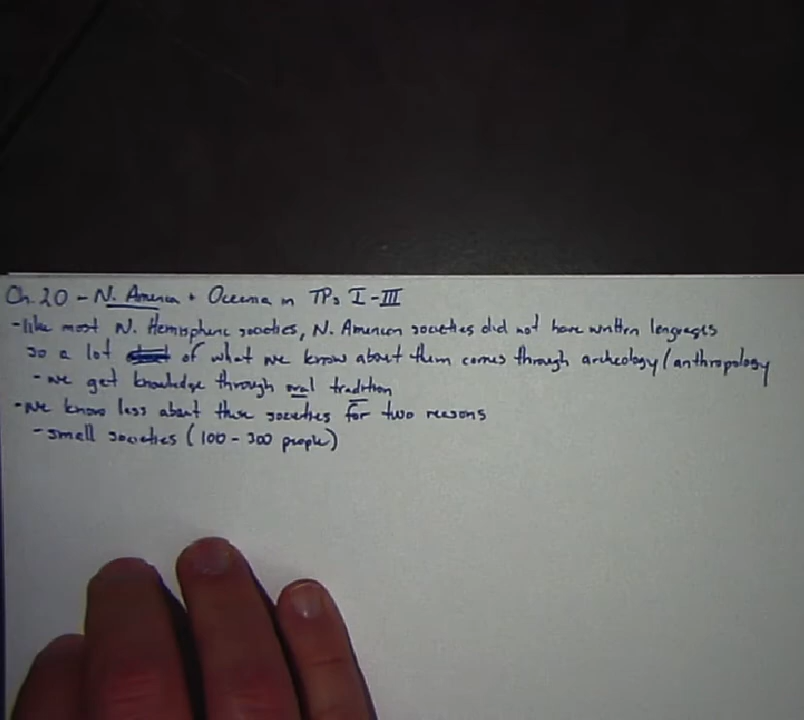 Ch. 20 - N. America + Oceania in TPs I-III
- like most N. Hemispheric societies, N. American societies did not have written languages
so a lot of what we know about them comes through archeology/anthropology
- we get knowledge through oral tradition
- we know less about these societies for two reasons
- small societies (100 - 300 people)